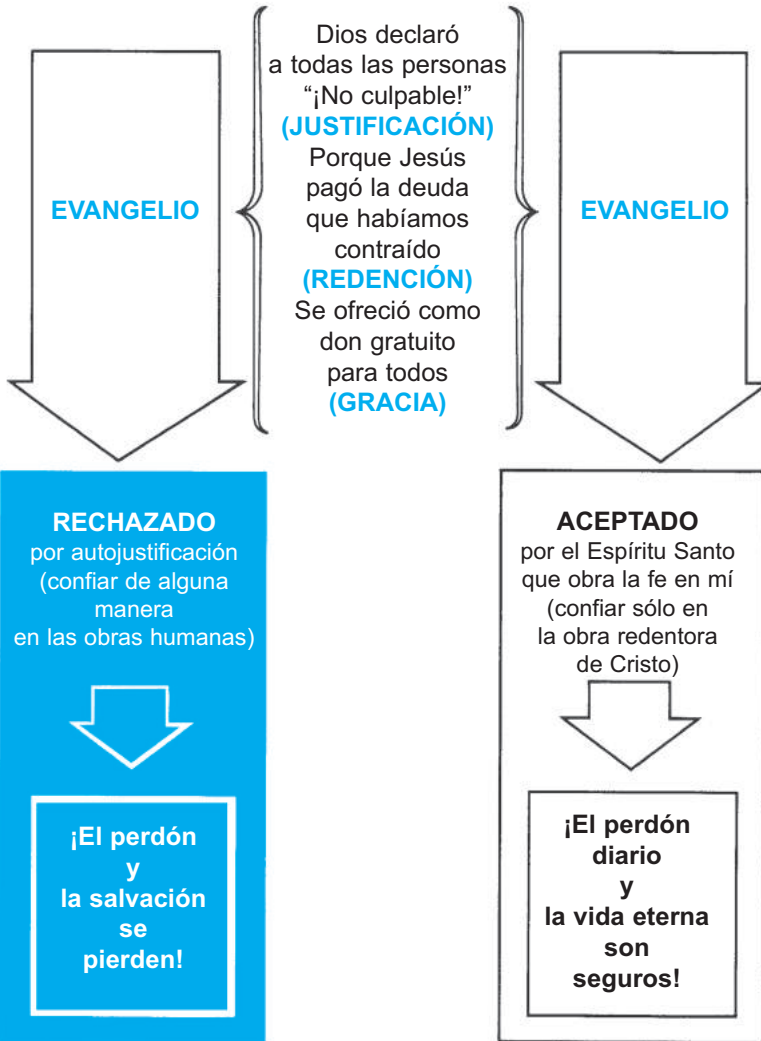 Dios declaró
a todas las personas
“¡No culpable!”
(JUSTIFICACIÓN)
Porque Jesús
pagó la deuda
que habíamos
contraído
(REDENCIÓN)
Se ofreció como
don gratuito
para todos
(GRACIA)
EVANGELIO
EVANGELIO
RECHAZADO
por autojustificación
(confiar de alguna
manera
en las obras humanas)
¡El perdón
y
la salvación
se
pierden!
ACEPTADO
por el Espíritu Santo
que obra la fe en mí
(confiar sólo en
la obra redentora
de Cristo)
¡El perdón
diario
y
la vida eterna
son
seguros!